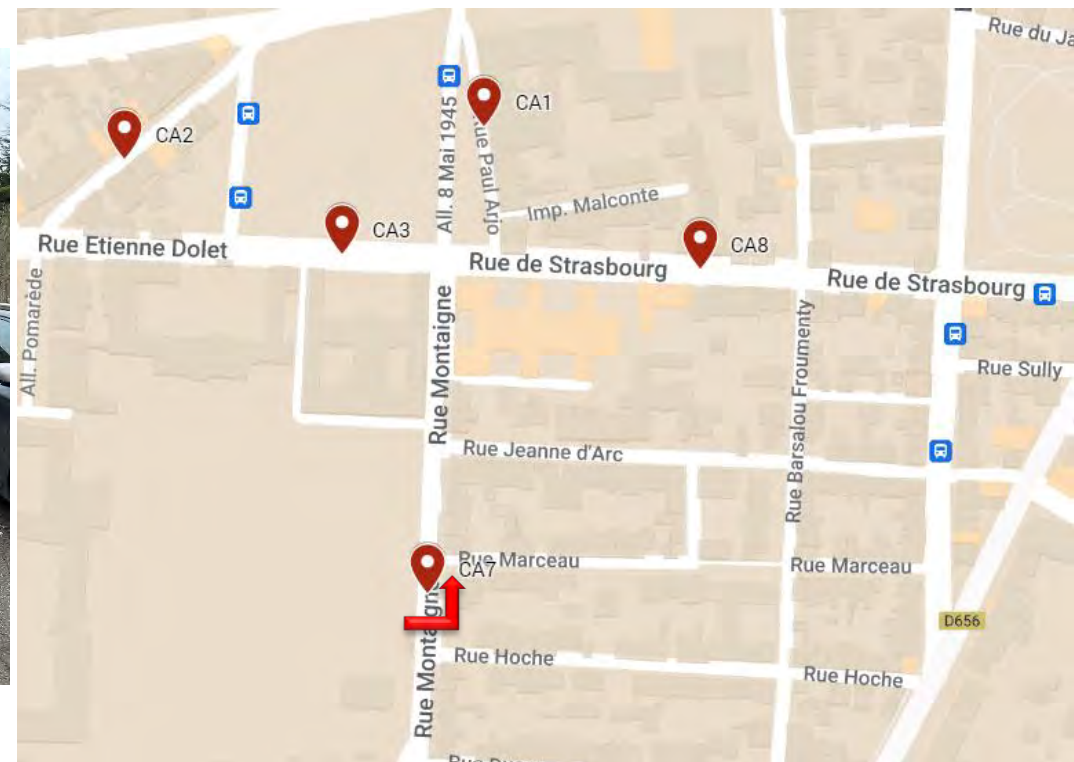 Rue du Ja
CA1
CA2
All. 8 Mai 1945
Rue Paul Arjo
Imp. Malconte
CA3
CA8
Rue Etienne Dolet
Rue de Strasbourg
Rue de Strasbourg
All. Pomarède
Rue Montaigne
Rue Barsalou Froumenty
Rue Sully
Rue Jeanne d'Arc
Rue Marceau
CA7
Rue Marceau
D656
Rue Montaigne
Rue Hoche
Rue Hoche